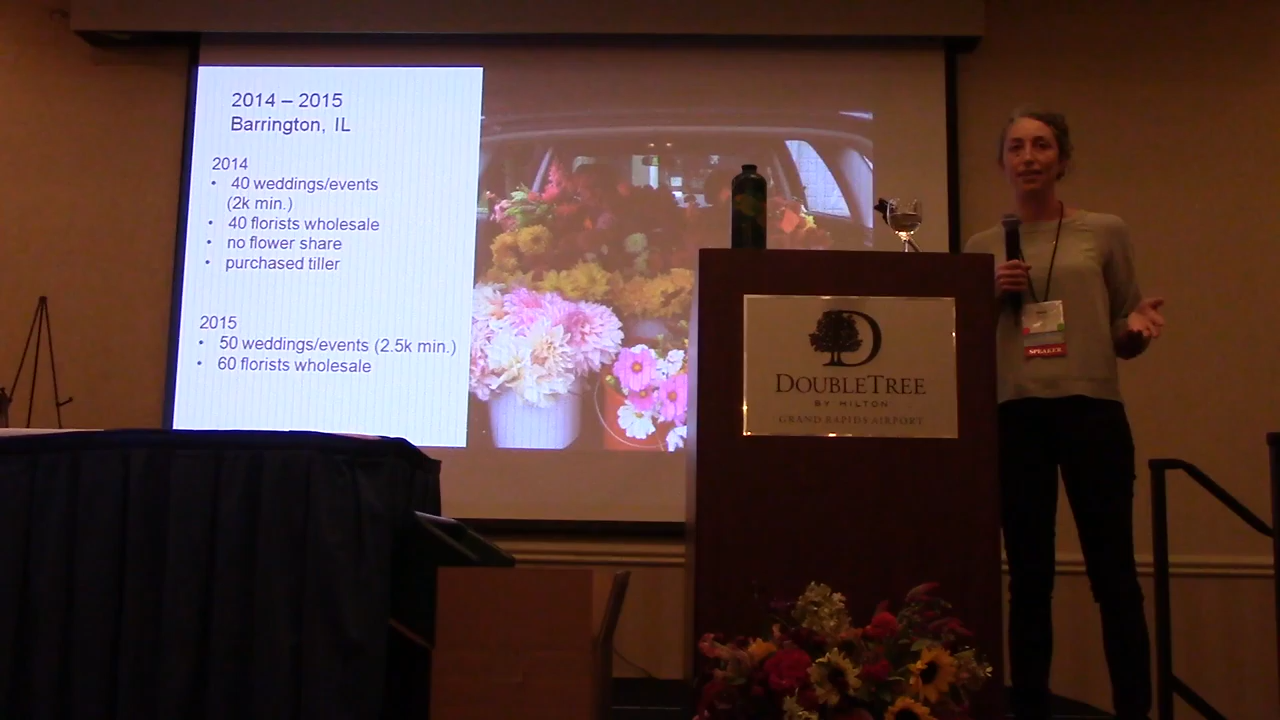 2014 – 2015
Barrington, IL
2014
• 40 weddings/events
(2k min.)
• 40 florists wholesale
• no flower share
• purchased tiller
2015
• 50 weddings/events (2.5k min.)
• 60 florists wholesale
D
DOUBLETREE
BY HILTON
GRAND RAPIDS AIRPORT
SPEAKER